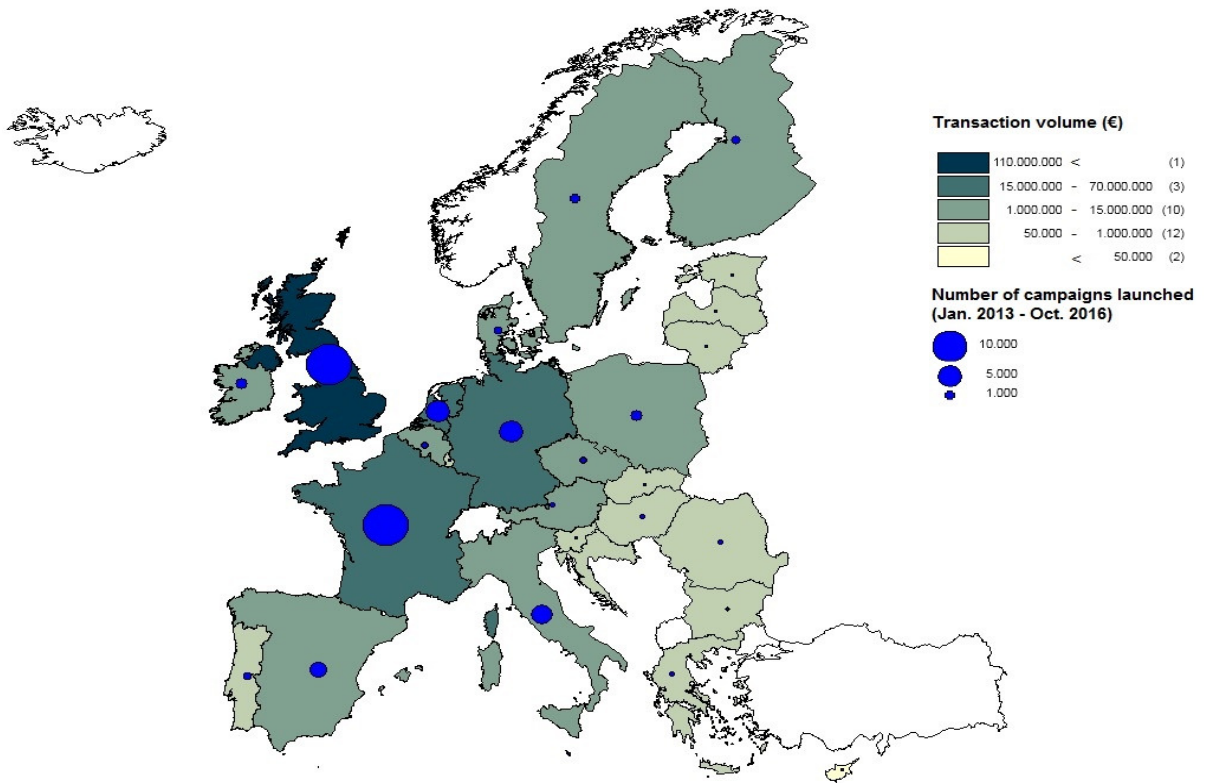 Transaction volume (€)
110.000.000 < (1)
15.000.000 - 70.000.000 (3)
1.000.000 - 15.000.000 (10)
50.000 - 1.000.000 (12)
< 50.000 (2)
Number of campaigns launched
(Jan. 2013 - Oct. 2016)
10.000
5.000
1.000